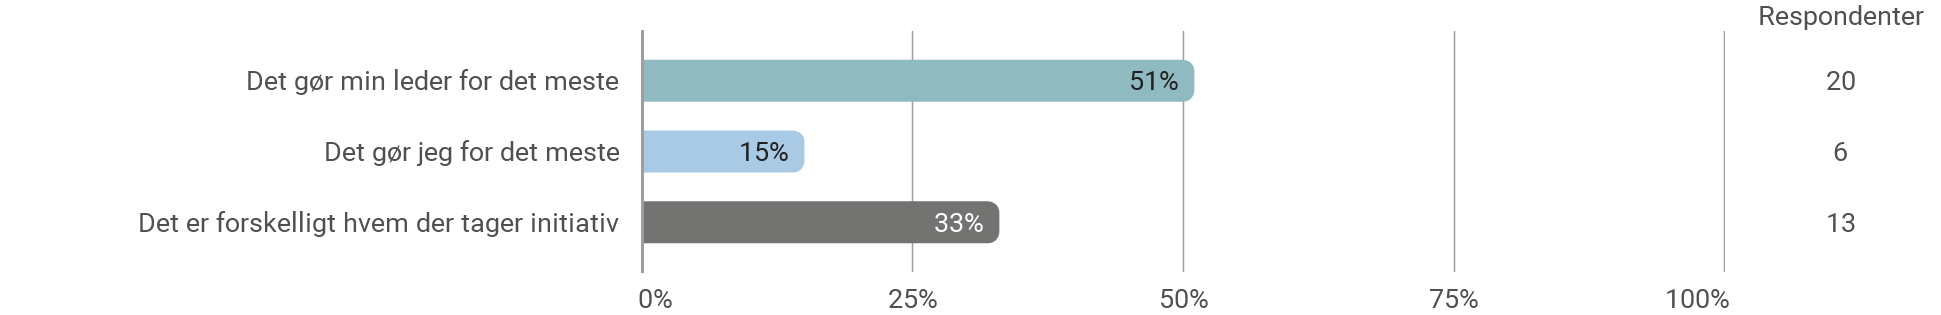 Respondenter
Det gør min leder for det meste 51% 20
Det gør jeg for det meste 15% 6
Det er forskelligt hvem der tager initiativ 33% 13
0% 25% 50% 75% 100%